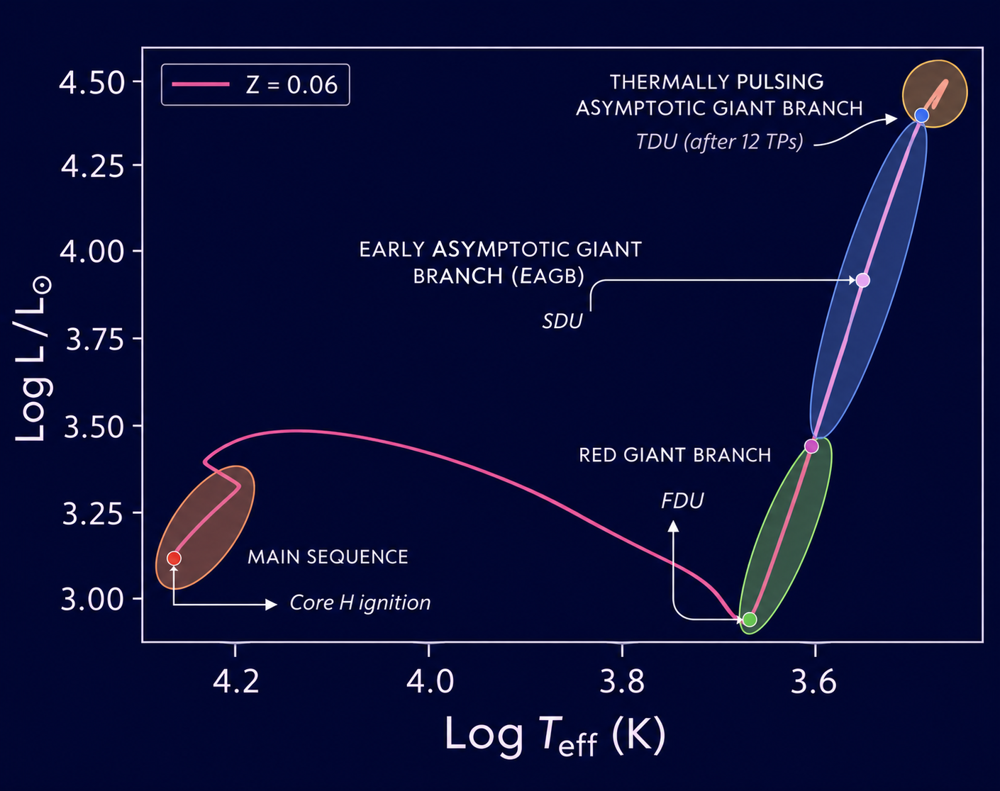 Z = 0.06
THERMALLY PULSING
ASYMPTOTIC GIANT BRANCH
TDU (after 12 TPs)
EARLY ASYMPTOTIC GIANT
BRANCH (EAGB)
SDU
RED GIANT BRANCH
FDU
MAIN SEQUENCE
Core H ignition
4.50
4.25
4.00
3.75
3.50
3.25
3.00
Log L/L☉
4.2 4.0 3.8 3.6
Log Teff (K)